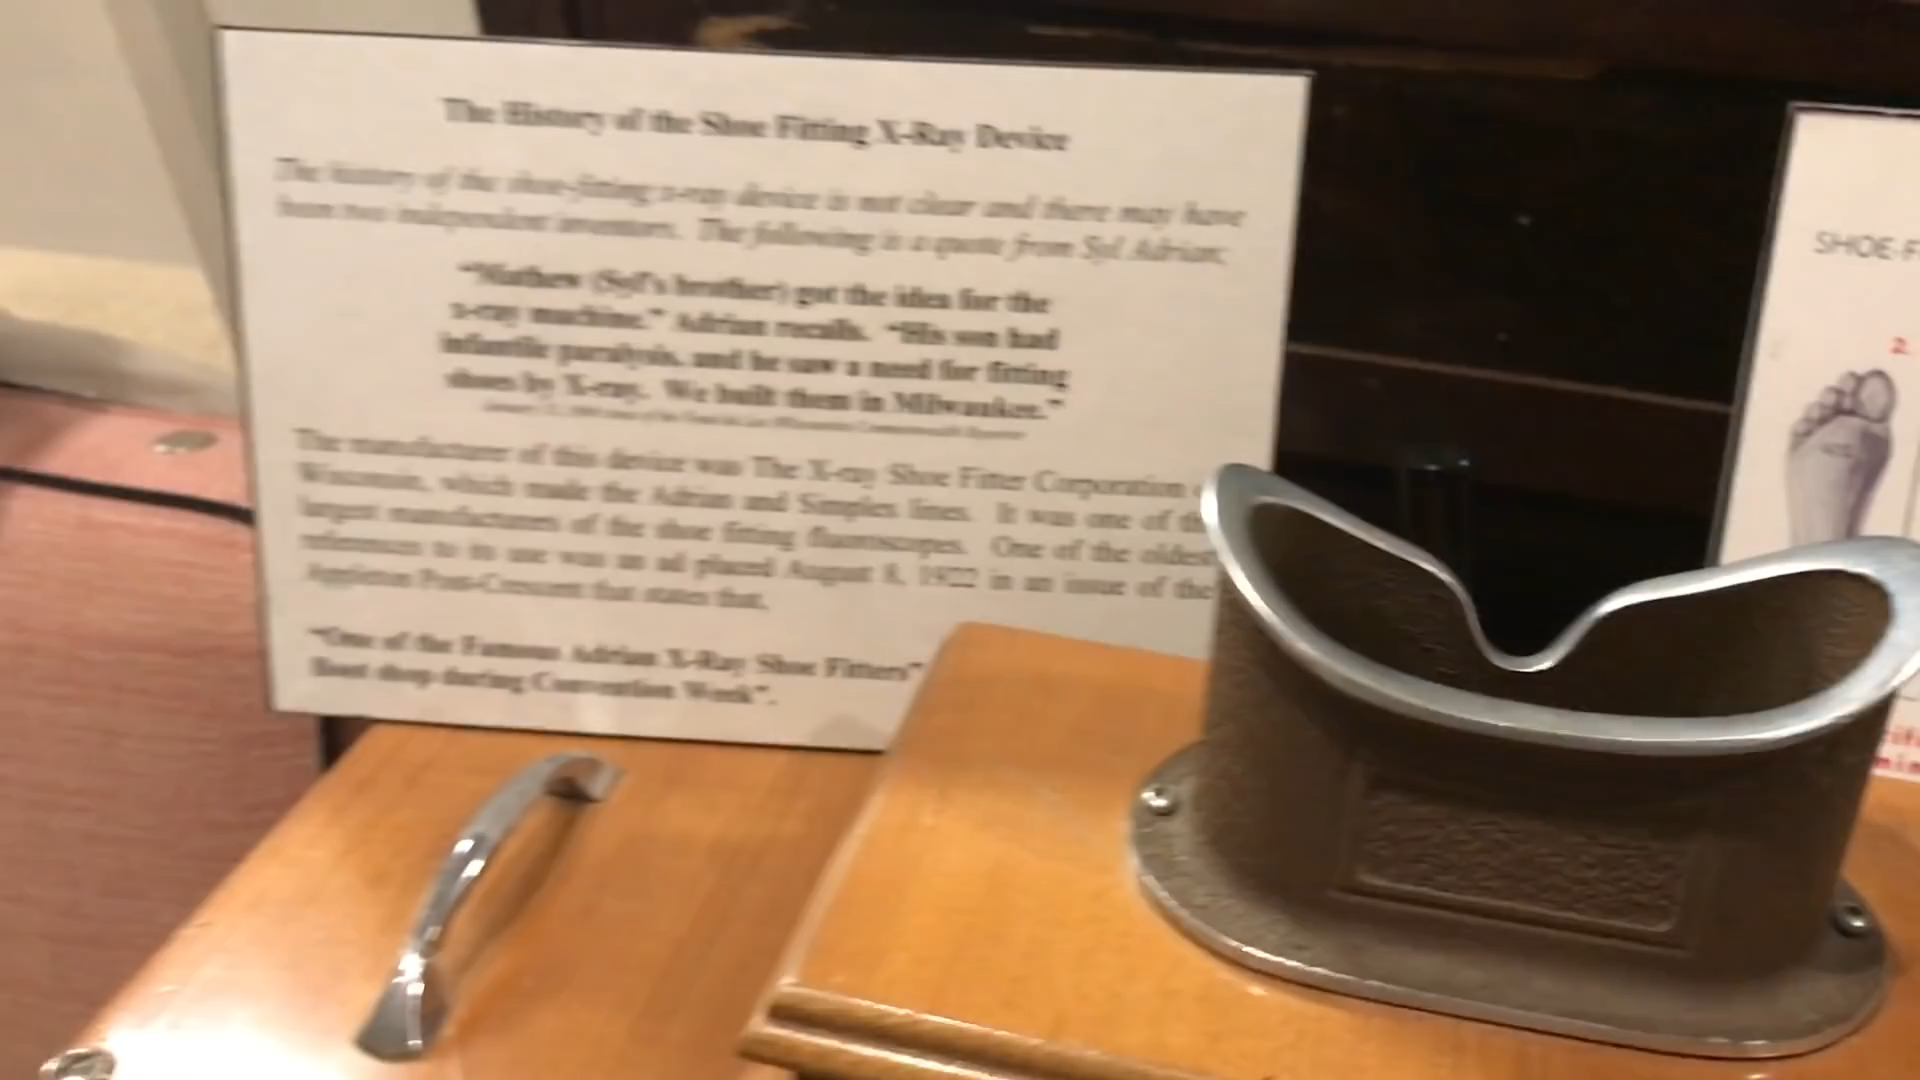 The History of the Shoe Fitting X-Ray Device
The history of the shoe-fitting x-ray device is not clear and there may have
been two independent inventors. The following is a quote from Syl Adrian;
"Mathew (Syl's brother) got the idea for the
x-ray machine." Adrian recalls. "His son had
infantile paralysis, and he saw a need for fitting
shoes by X-ray. We built them in Milwaukee."
The manufacturer of this device was The X-ray Shoe Fitter Corporation
Wisconsin, which made the Adrian and Simplex lines. It was one of the
largest manufacturers of the shoe fitting fluoroscopes. One of the oldest
references to its use was an ad placed August 8, 1922 in an issue of the
Appleton Post-Crescent that states that,
"One of the Famous Adrian X-Ray Shoe Fitters"
Boot shop during Convention Week".
SHOE-F
2.